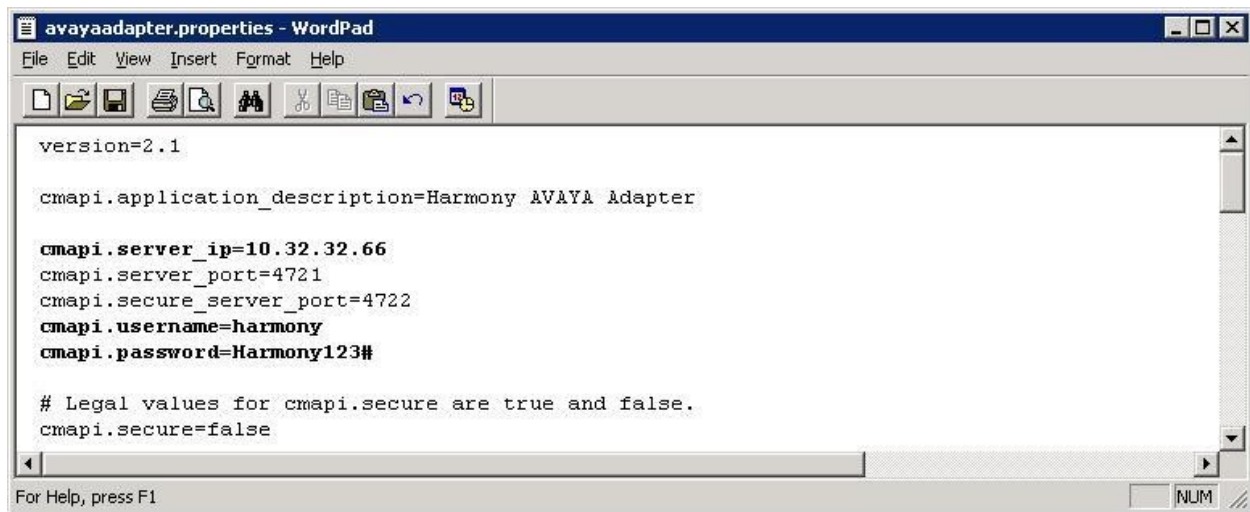 avayaadapter.properties - WordPad
File Edit View Insert Format Help
version=2.1
cmapi.application_description=Harmony AVAYA Adapter
cmapi.server_ip=10.32.32.66
cmapi.server_port=4721
cmapi.secure_server_port=4722
cmapi.username=harmony
cmapi.password=Harmony123#
# Legal values for cmapi.secure are true and false.
cmapi.secure=false
For Help, press F1
NUM